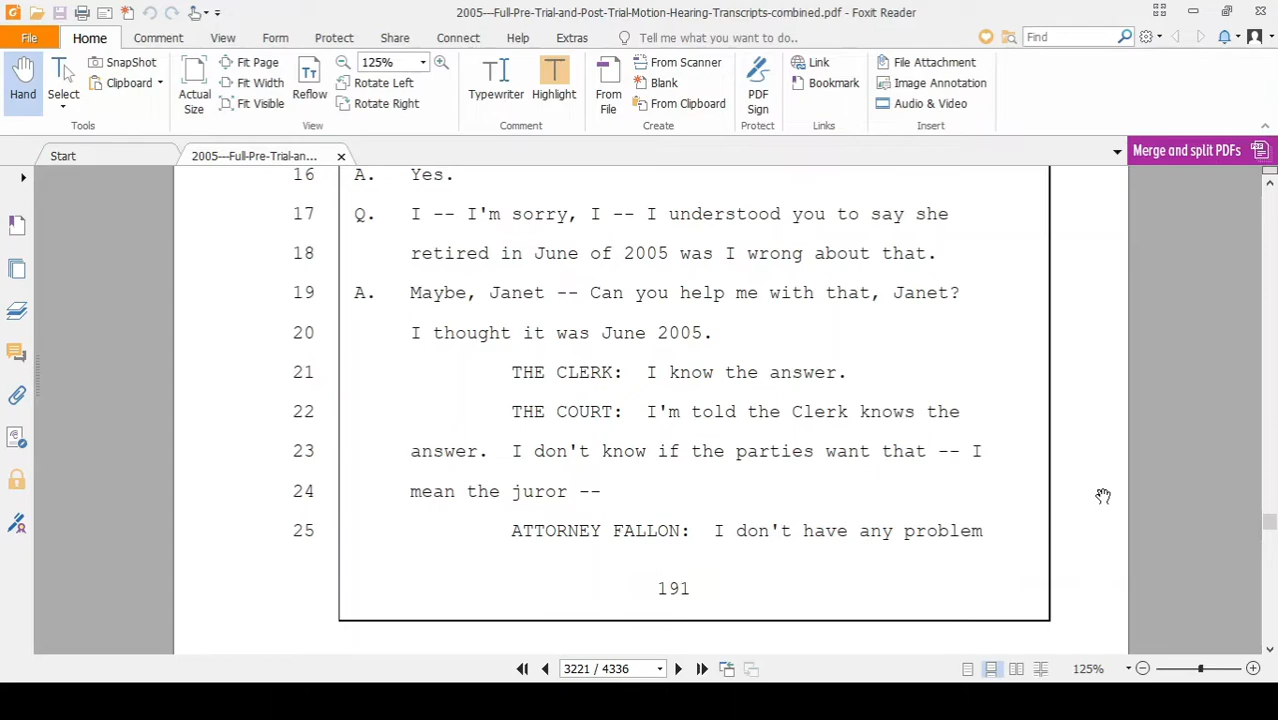 2005---Full-Pre-Trial-and-Post-Trial-Motion-Hearing-Transcripts-combined.pdf - Foxit Reader
File Home Comment View Form Protect Share Connect Help Extras Tell me what you want to do.. Find
SnapShot Fit Page 125% From Scanner Link File Attachment
Clipboard Fit Width Rotate Left Blank Bookmark Image Annotation
Hand Select Actual Size Fit Visible Reflow Rotate Right Typewriter Highlight From File From Clipboard PDF Sign Audio & Video
Tools View Comment Create Protect Links Insert
Start 2005--Full-Pre-Trial-an... Merge and split PDFs
16 A. Yes.
17 Q. I -- I'm sorry, I -- I understood you to say she
18 retired in June of 2005 was I wrong about that.
19 A. Maybe, Janet -- Can you help me with that, Janet?
20 I thought it was June 2005.
21 THE CLERK: I know the answer.
22 THE COURT: I'm told the Clerk knows the
23 answer. I don't know if the parties want that -- I
24 mean the juror --
25 ATTORNEY FALLON: I don't have any problem
191
3221 / 4336 125%